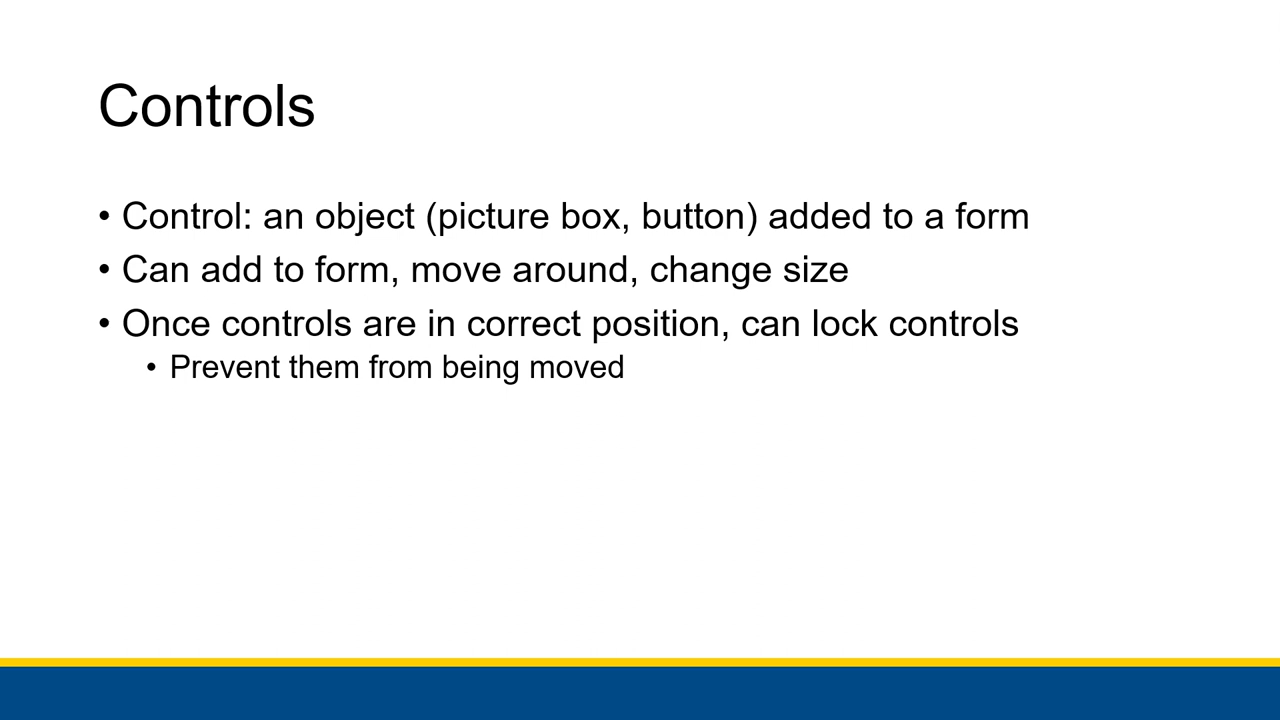 Controls
• Control: an object (picture box, button) added to a form
• Can add to form, move around, change size
• Once controls are in correct position, can lock controls
• Prevent them from being moved